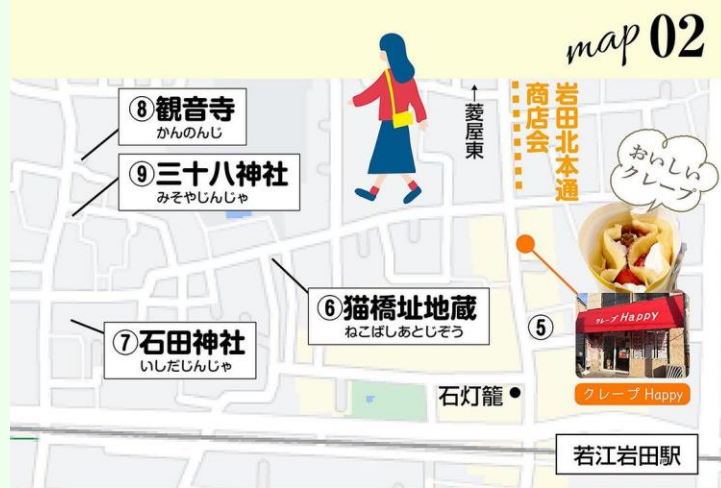 map 02
⑧観音寺
かんのんじ
⑨三十八神社
みそやじんじゃ
↑菱屋東
岩田北本通
商店会
おいしい
クレープ
⑥猫橋址地蔵
ねこばしあとじぞう
⑤
クレープ Happy
⑦石田神社
いしだじんじゃ
石灯籠●
クレープ Happy
若江岩田駅